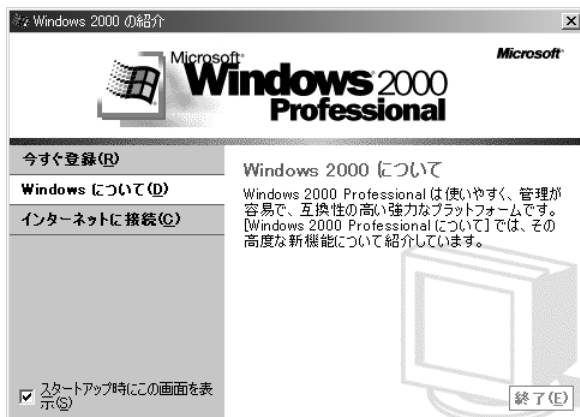 Windows 2000 の紹介
Microsoft
Windows 2000
Professional
Microsoft
今すぐ登録(R)
Windows について(D)
インターネットに接続(C)
Windows 2000 について
Windows 2000 Professional は使いやすく、管理が
容易で、互換性の高い強力なプラットフォームです。
[Windows 2000 Professional について] では、その
高度な新機能について紹介しています。
スタートアップ時にこの画面を表
示(S)
終了(E)